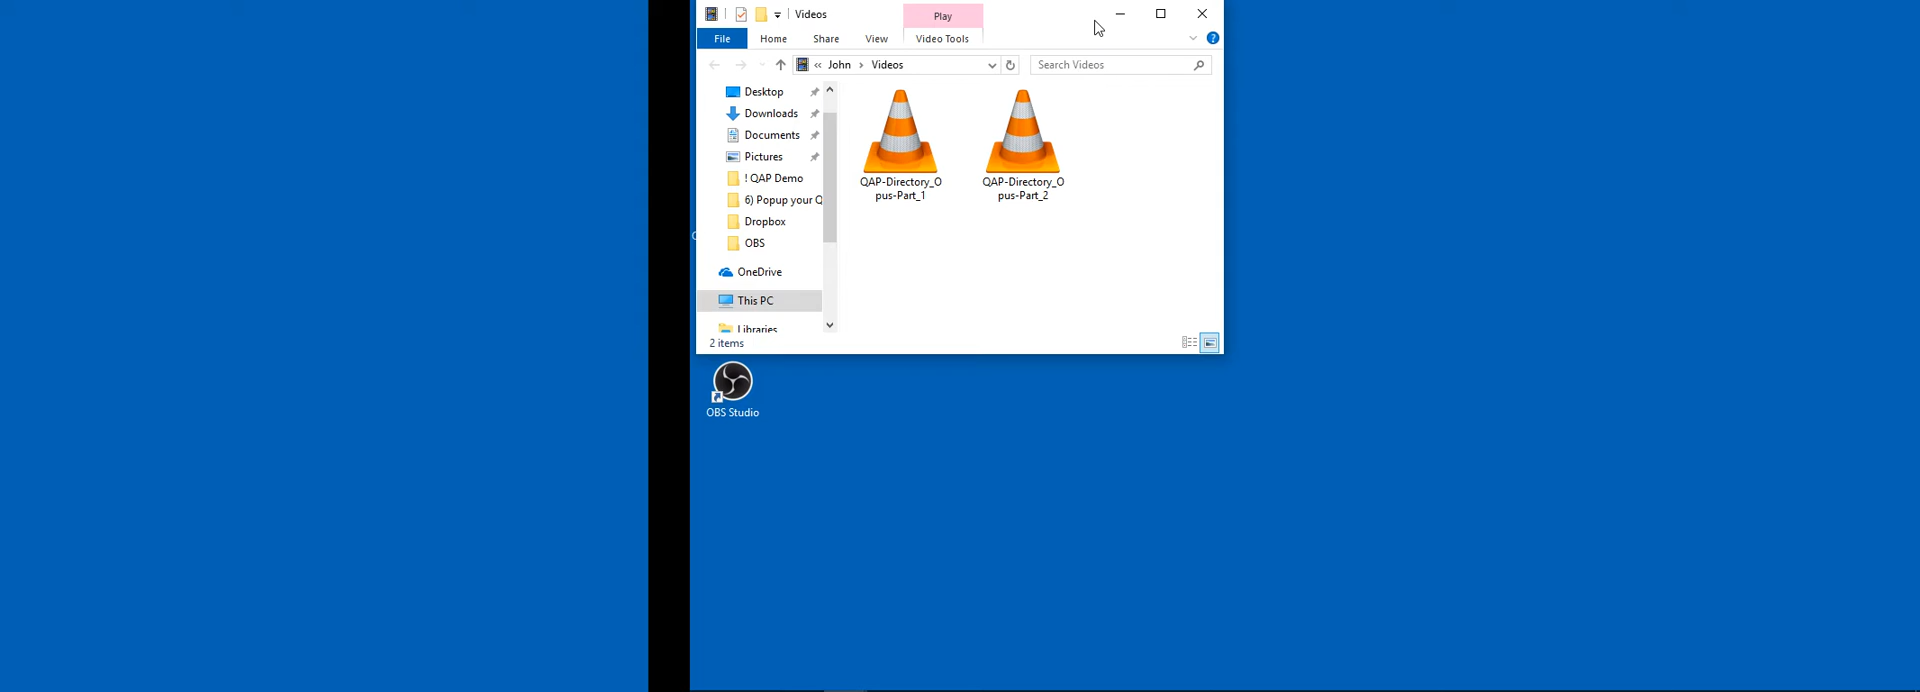 Videos
Play
File
Home
Share
View
Video Tools
« John > Videos
Search Videos
Desktop
Downloads
Documents
Pictures
! QAP Demo
6) Popup your Q
Dropbox
OBS
OneDrive
This PC
Libraries
QAP-Directory_O
pus-Part_1
QAP-Directory_O
pus-Part_2
2 items
OBS Studio